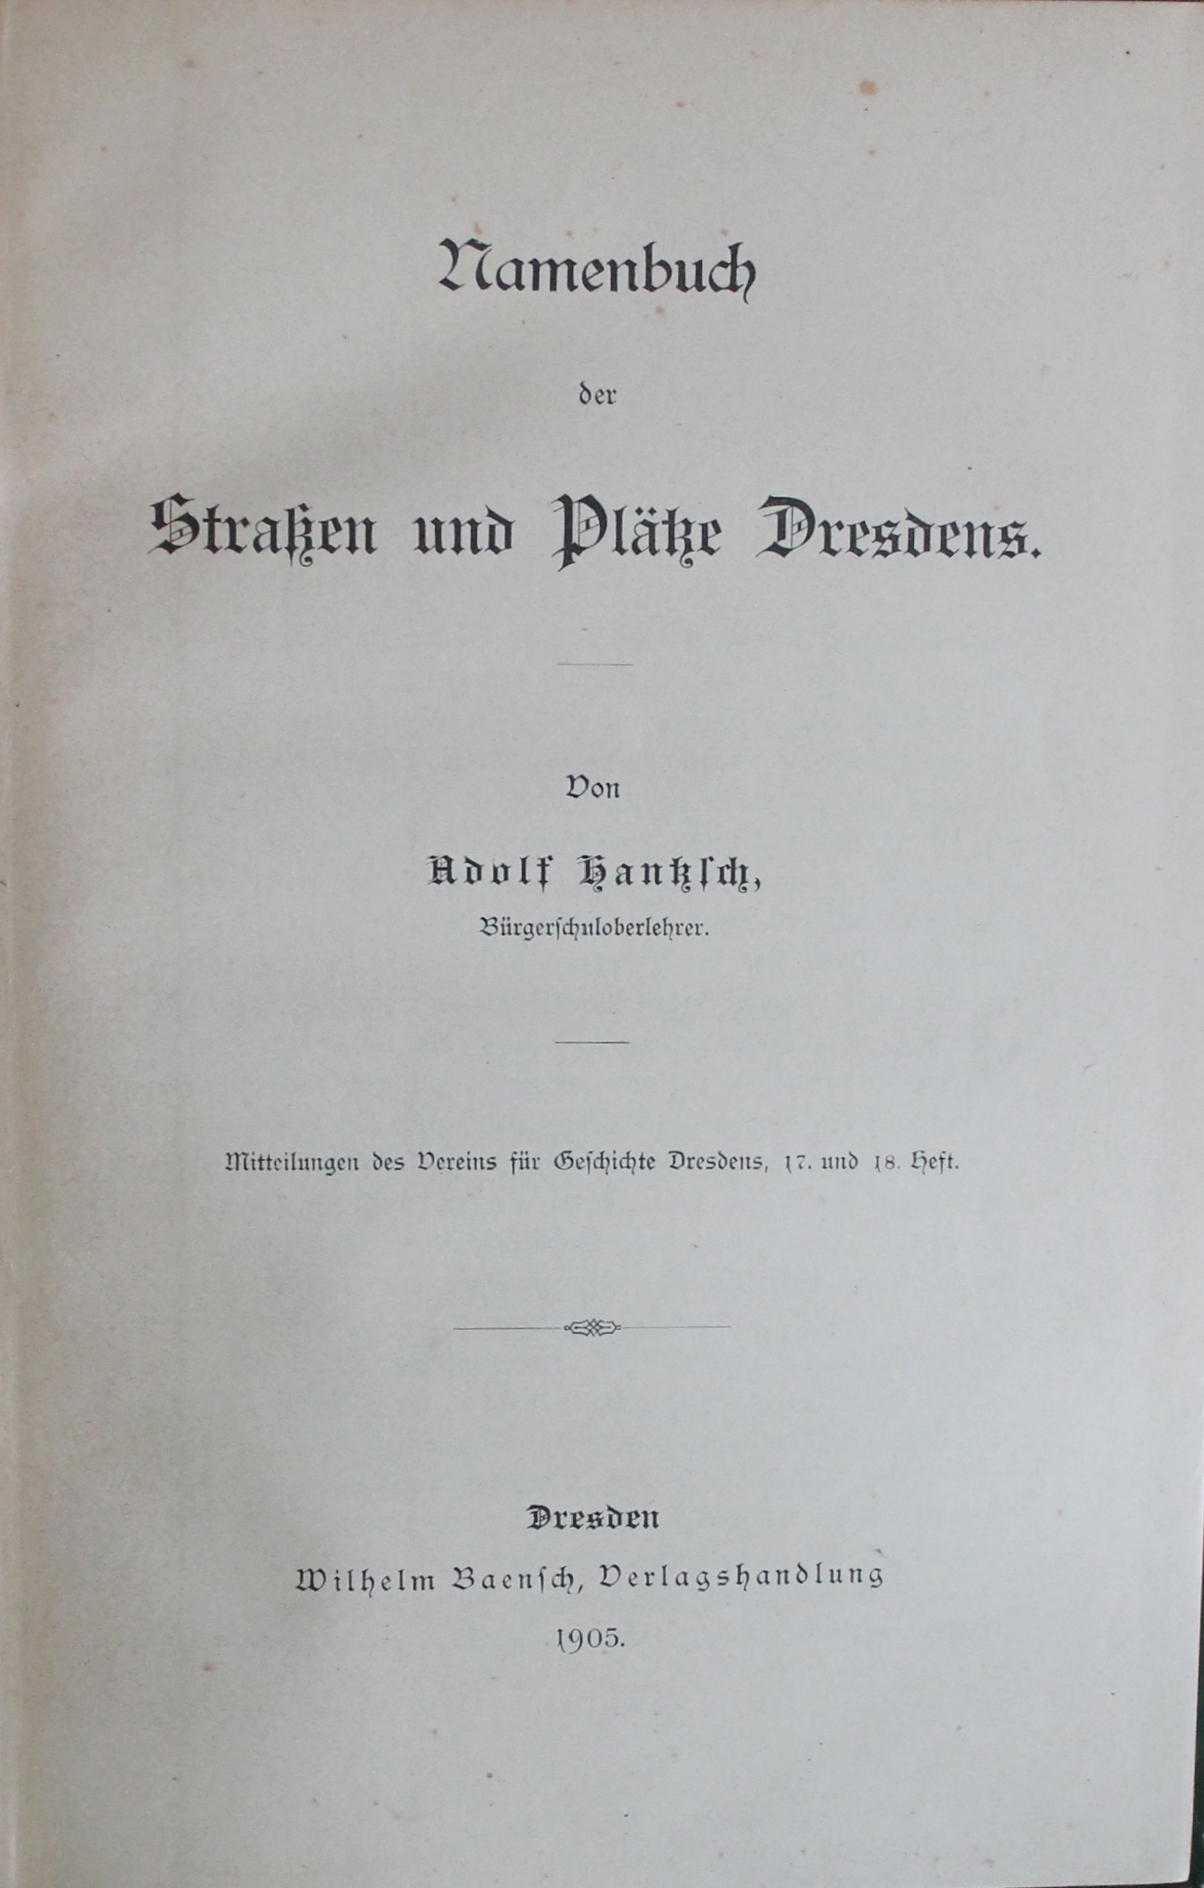 Namenbuch
der
Straßen und Plätze Dresdens.
Von
Adolf Hantzſch,
Bürgerſchuloberlehrer.
Mitteilungen des Vereins für Geſchichte Dresdens, 17. und 18. Heft.
Dresden
Wilhelm Baenſch, Verlagshandlung
1905.